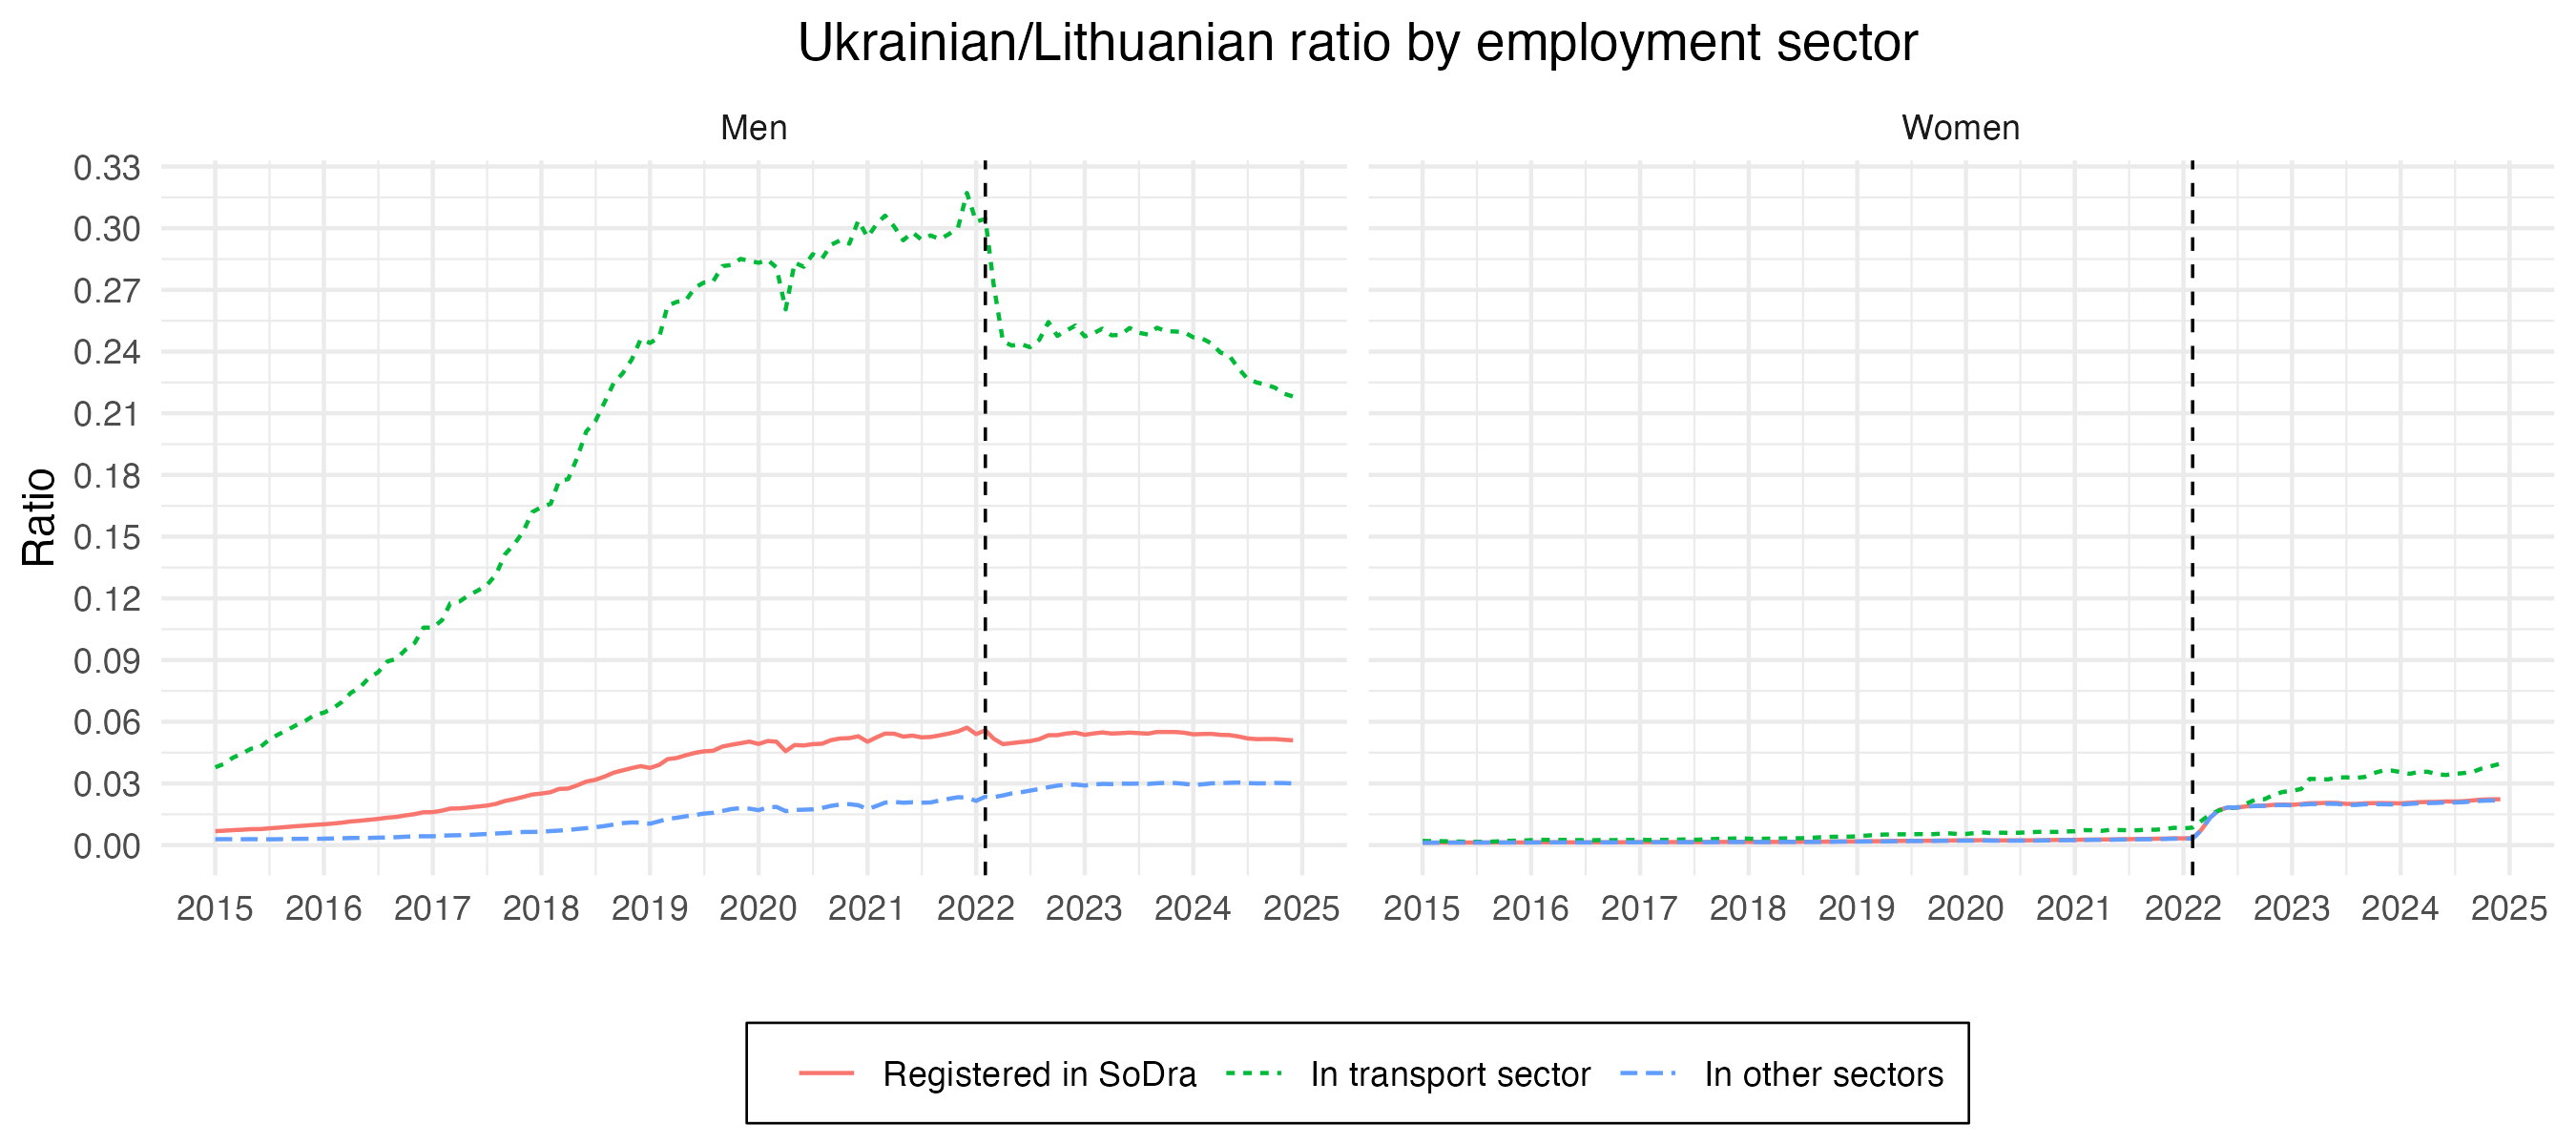 Ukrainian/Lithuanian ratio by employment sector
Men
Women
Ratio
0.33
0.30
0.27
0.24
0.21
0.18
0.15
0.12
0.09
0.06
0.03
0.00
2015 2016 2017 2018 2019 2020 2021 2022 2023 2024 2025
2015 2016 2017 2018 2019 2020 2021 2022 2023 2024 2025
Registered in SoDra In transport sector In other sectors